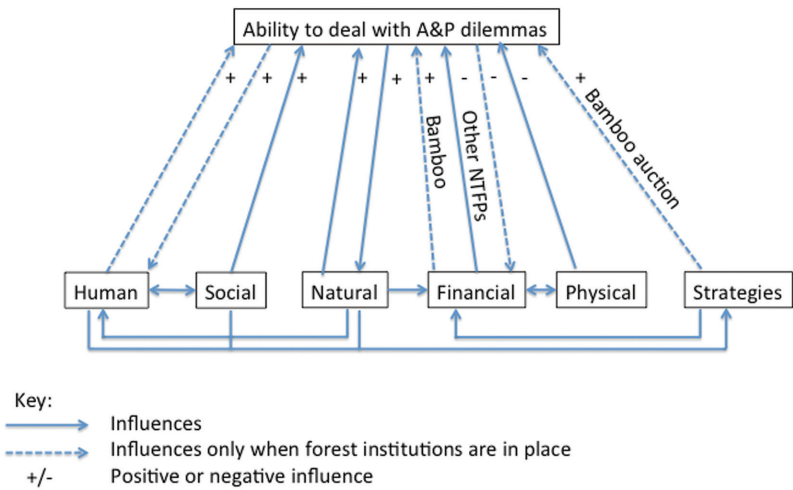 Ability to deal with A&P dilemmas
+ + + + + + - - - +
Bamboo
Other NTFPs
Bamboo auction
Human
Social
Natural
Financial
Physical
Strategies
Key:
Influences
Influences only when forest institutions are in place
+/- Positive or negative influence